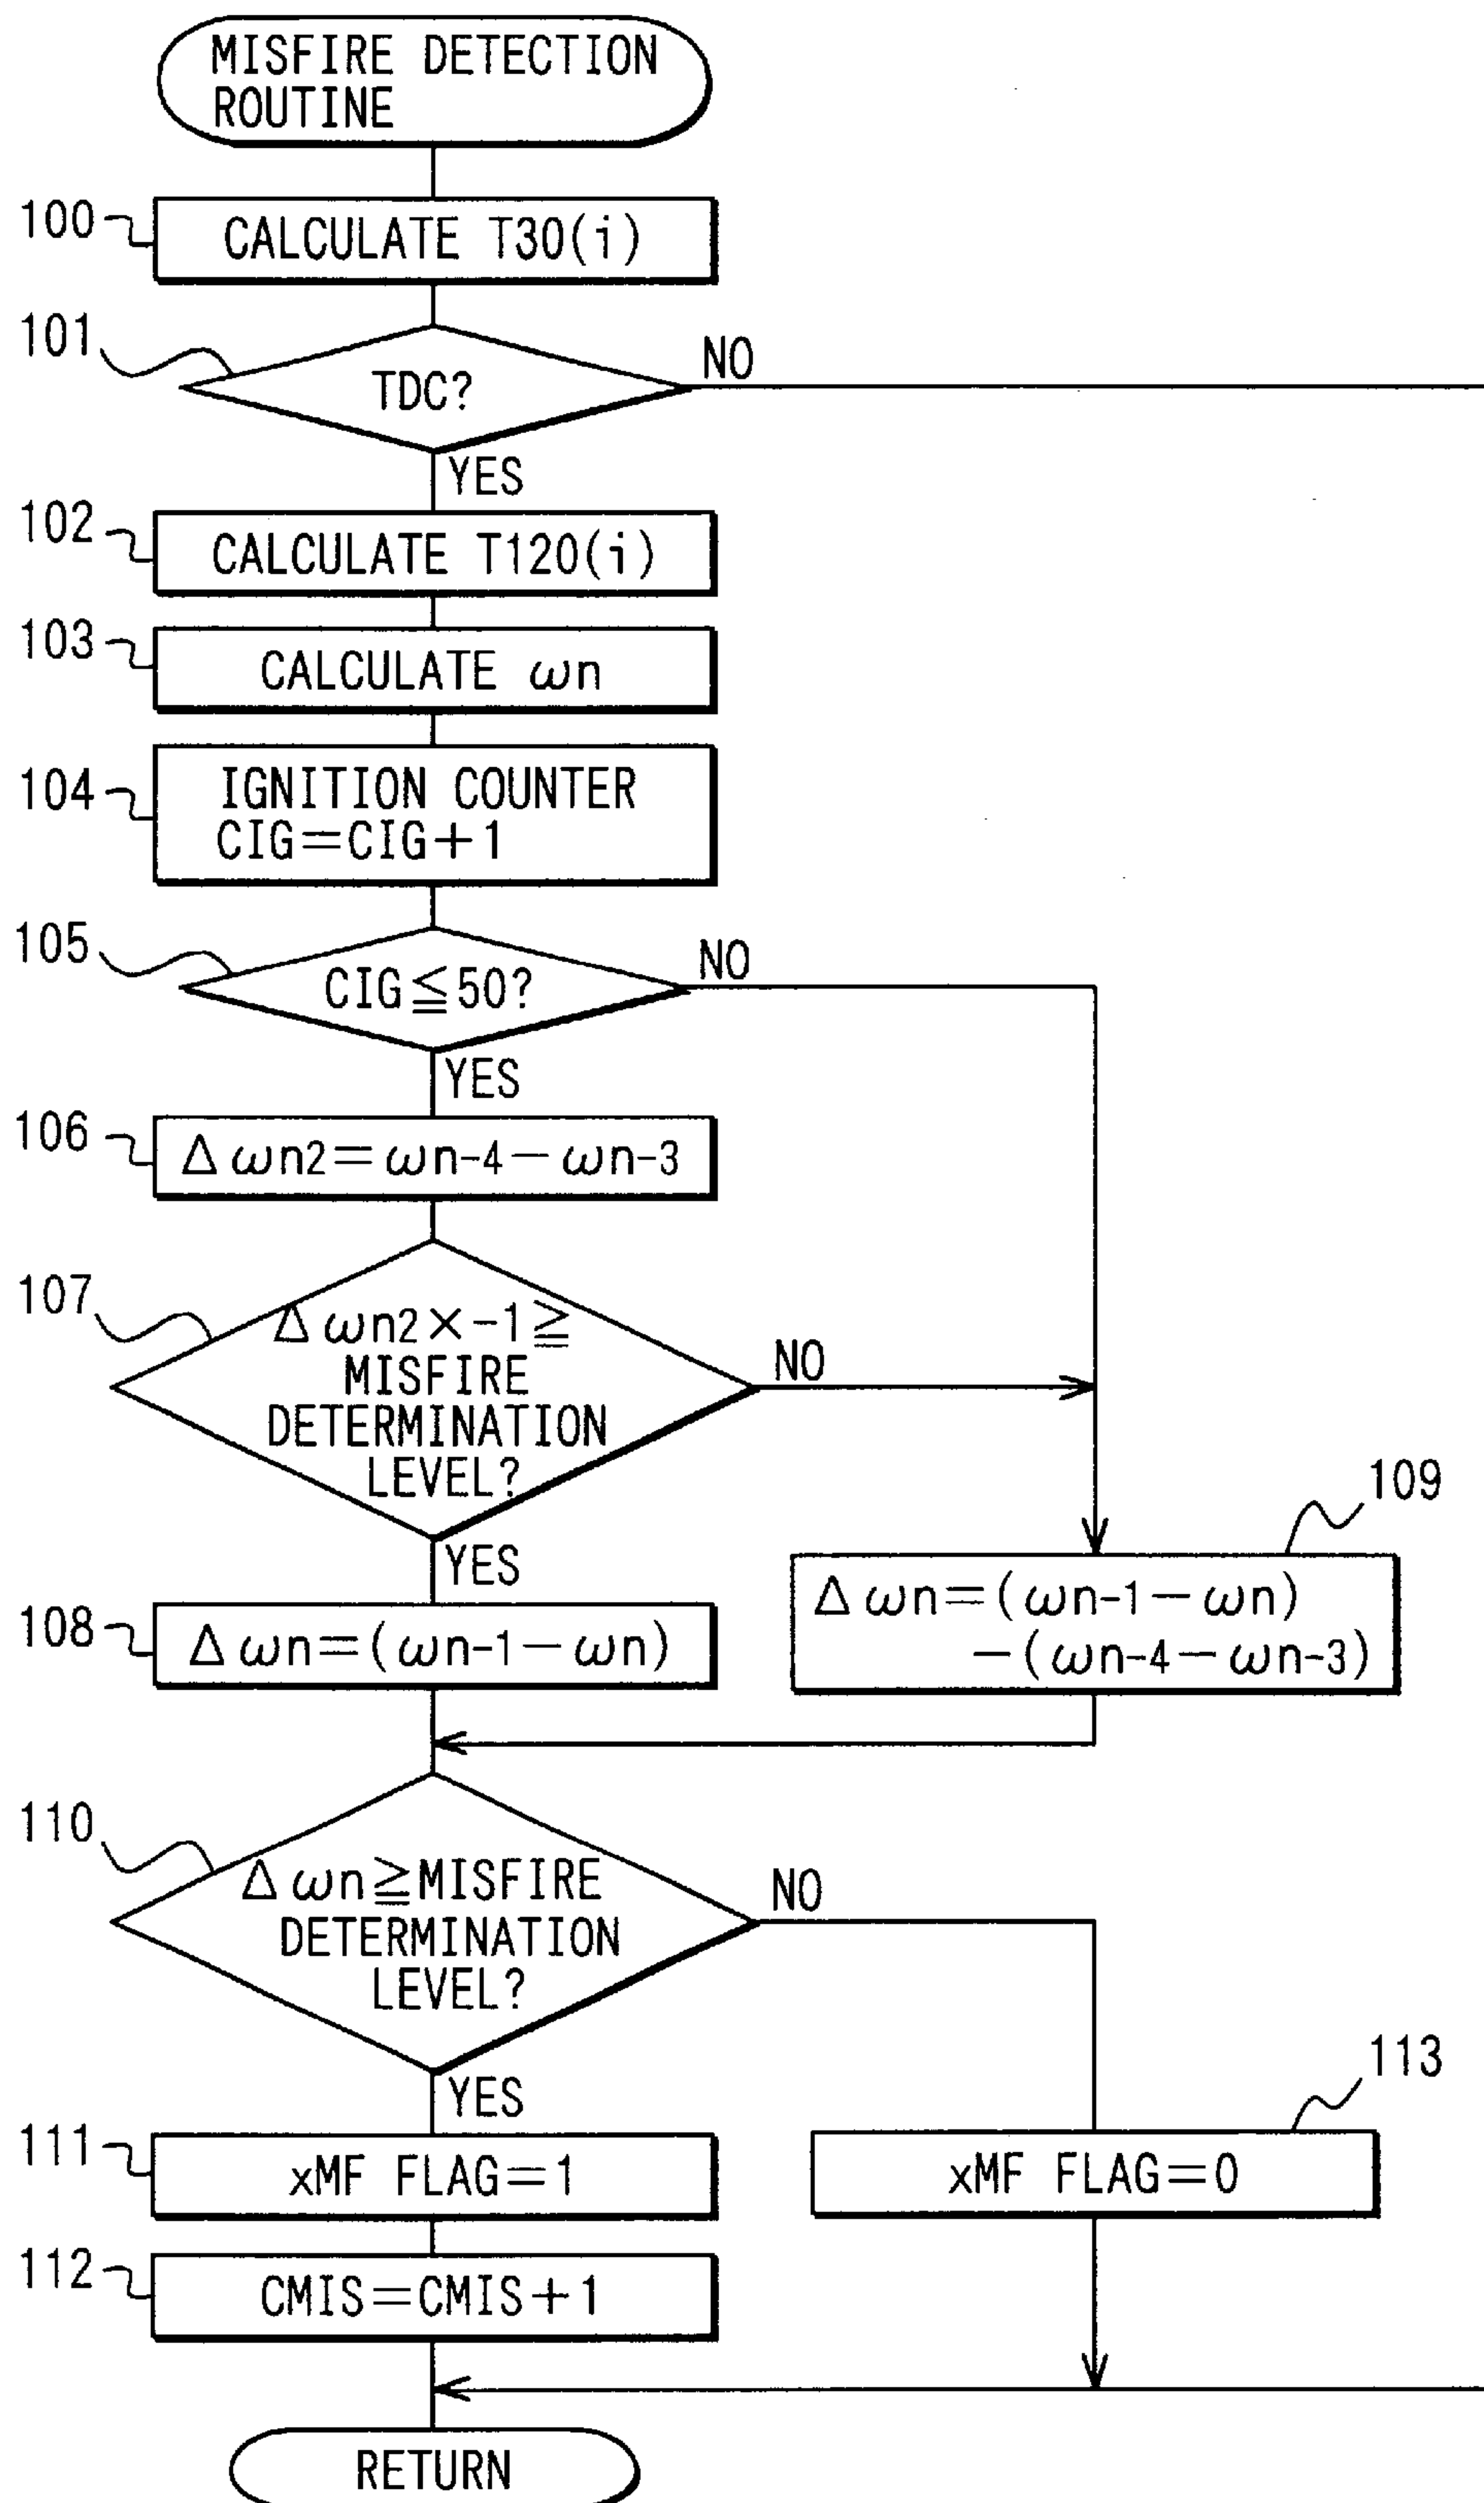 MISFIRE DETECTION
ROUTINE
100
CALCULATE T30(i)
101
TDC?
NO
YES
102
CALCULATE T120(i)
103
CALCULATE ωn
104
IGNITION COUNTER
CIG=CIG+1
105
CIG≦50?
NO
YES
106
Δωn2=ωn-4−ωn-3
107
Δωn2×-1≧
MISFIRE
DETERMINATION
LEVEL?
NO
YES
108
Δωn=(ωn-1−ωn)
109
Δωn=(ωn-1−ωn)
−(ωn-4−ωn-3)
110
Δωn≧MISFIRE
DETERMINATION
LEVEL?
NO
YES
111
xMF FLAG=1
113
xMF FLAG=0
112
CMIS=CMIS+1
RETURN